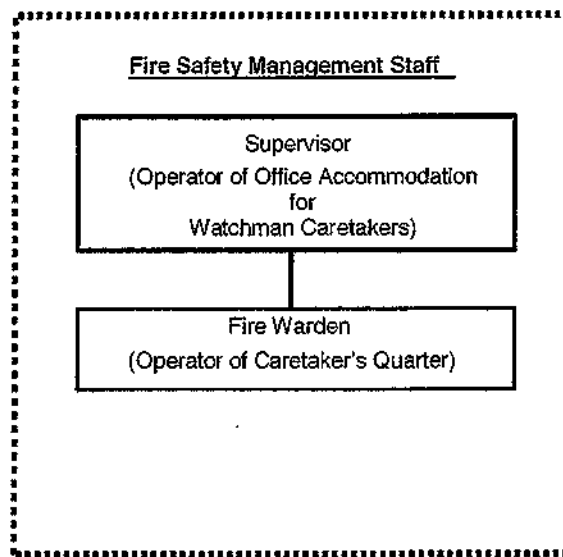 Fire Safety Management Staff
Supervisor
(Operator of Office Accommodation
for
Watchman Caretakers)
Fire Warden
(Operator of Caretaker's Quarter)